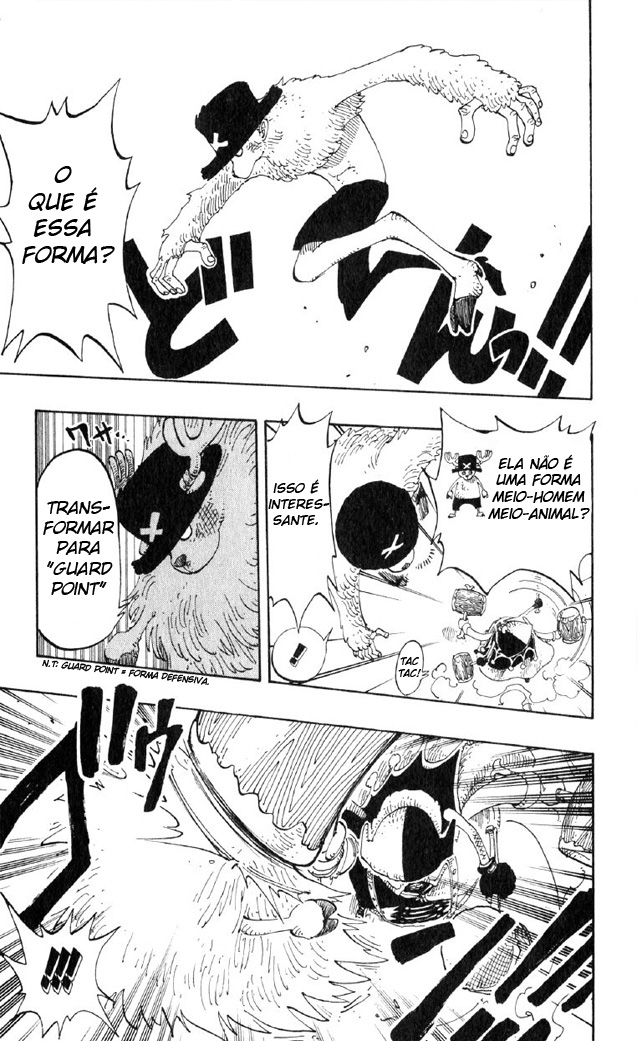 O
QUE É
ESSA
FORMA?
ELA NÃO É
UMA FORMA
MEIO-HOMEM
MEIO-ANIMAL?
ISSO É
INTERES-
SANTE.
!!
TAC
TAC!
TRANS-
FORMAR
PARA
"GUARD
POINT"
N.T: GUARD POINT = FORMA DEFENSIVA.
!!!